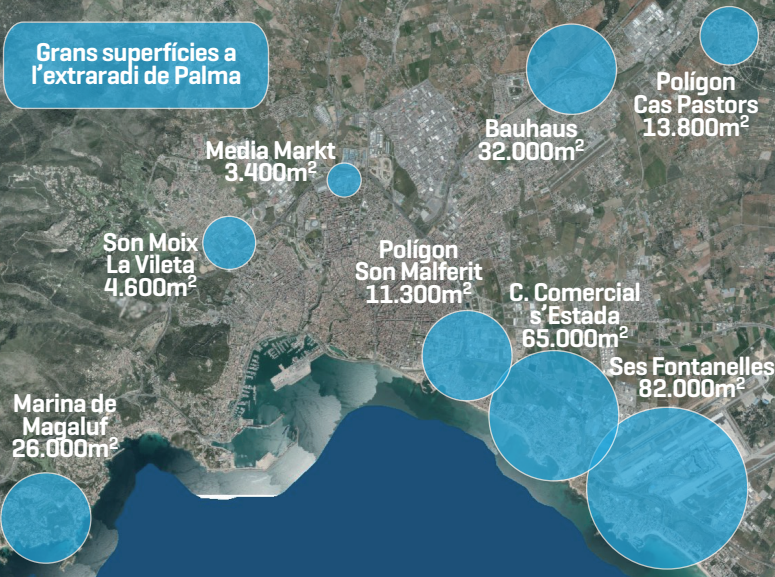 Grans superfícies a
l'extraradi de Palma
Polígon
Cas Pastors
13.800m²
Bauhaus
32.000m²
Media Markt
3.400m²
Son Moix
La Vileta
4.600m²
Polígon
Son Malferit
11.300m²
C. Comercial
s'Estada
65.000m²
Ses Fontanelles
82.000m²
Marina de
Magaluf
26.000m²